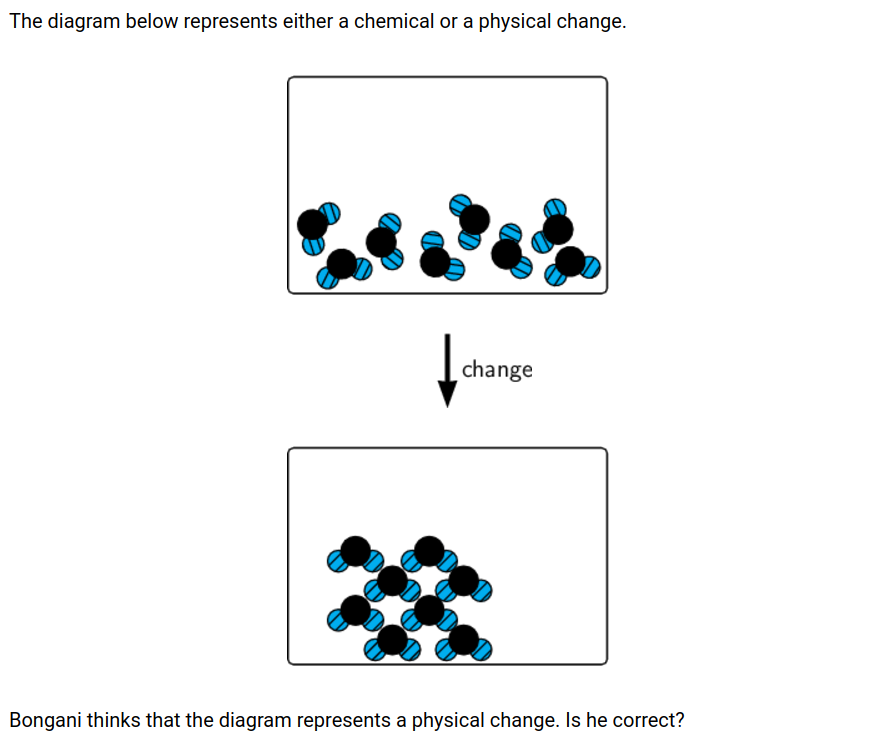 The diagram below represents either a chemical or a physical change.
change
Bongani thinks that the diagram represents a physical change. Is he correct?